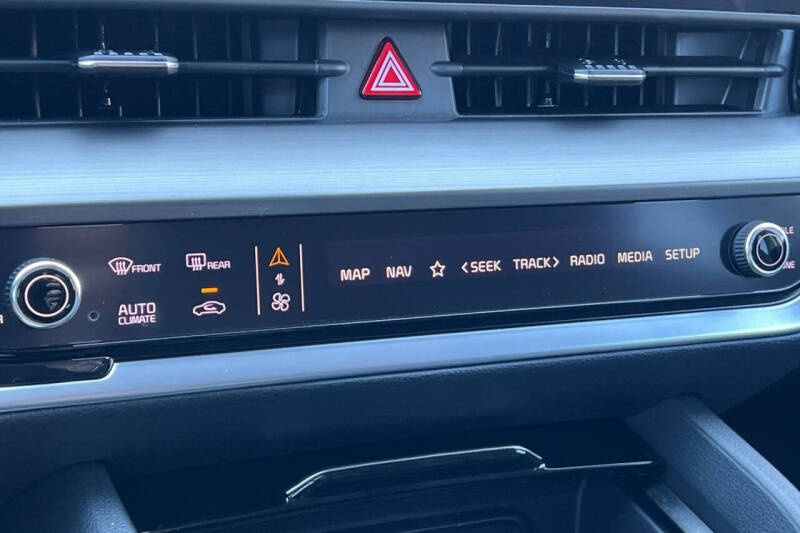 FRONT
REAR
AUTO
CLIMATE
MAP NAV <SEEK TRACK> RADIO MEDIA SETUP